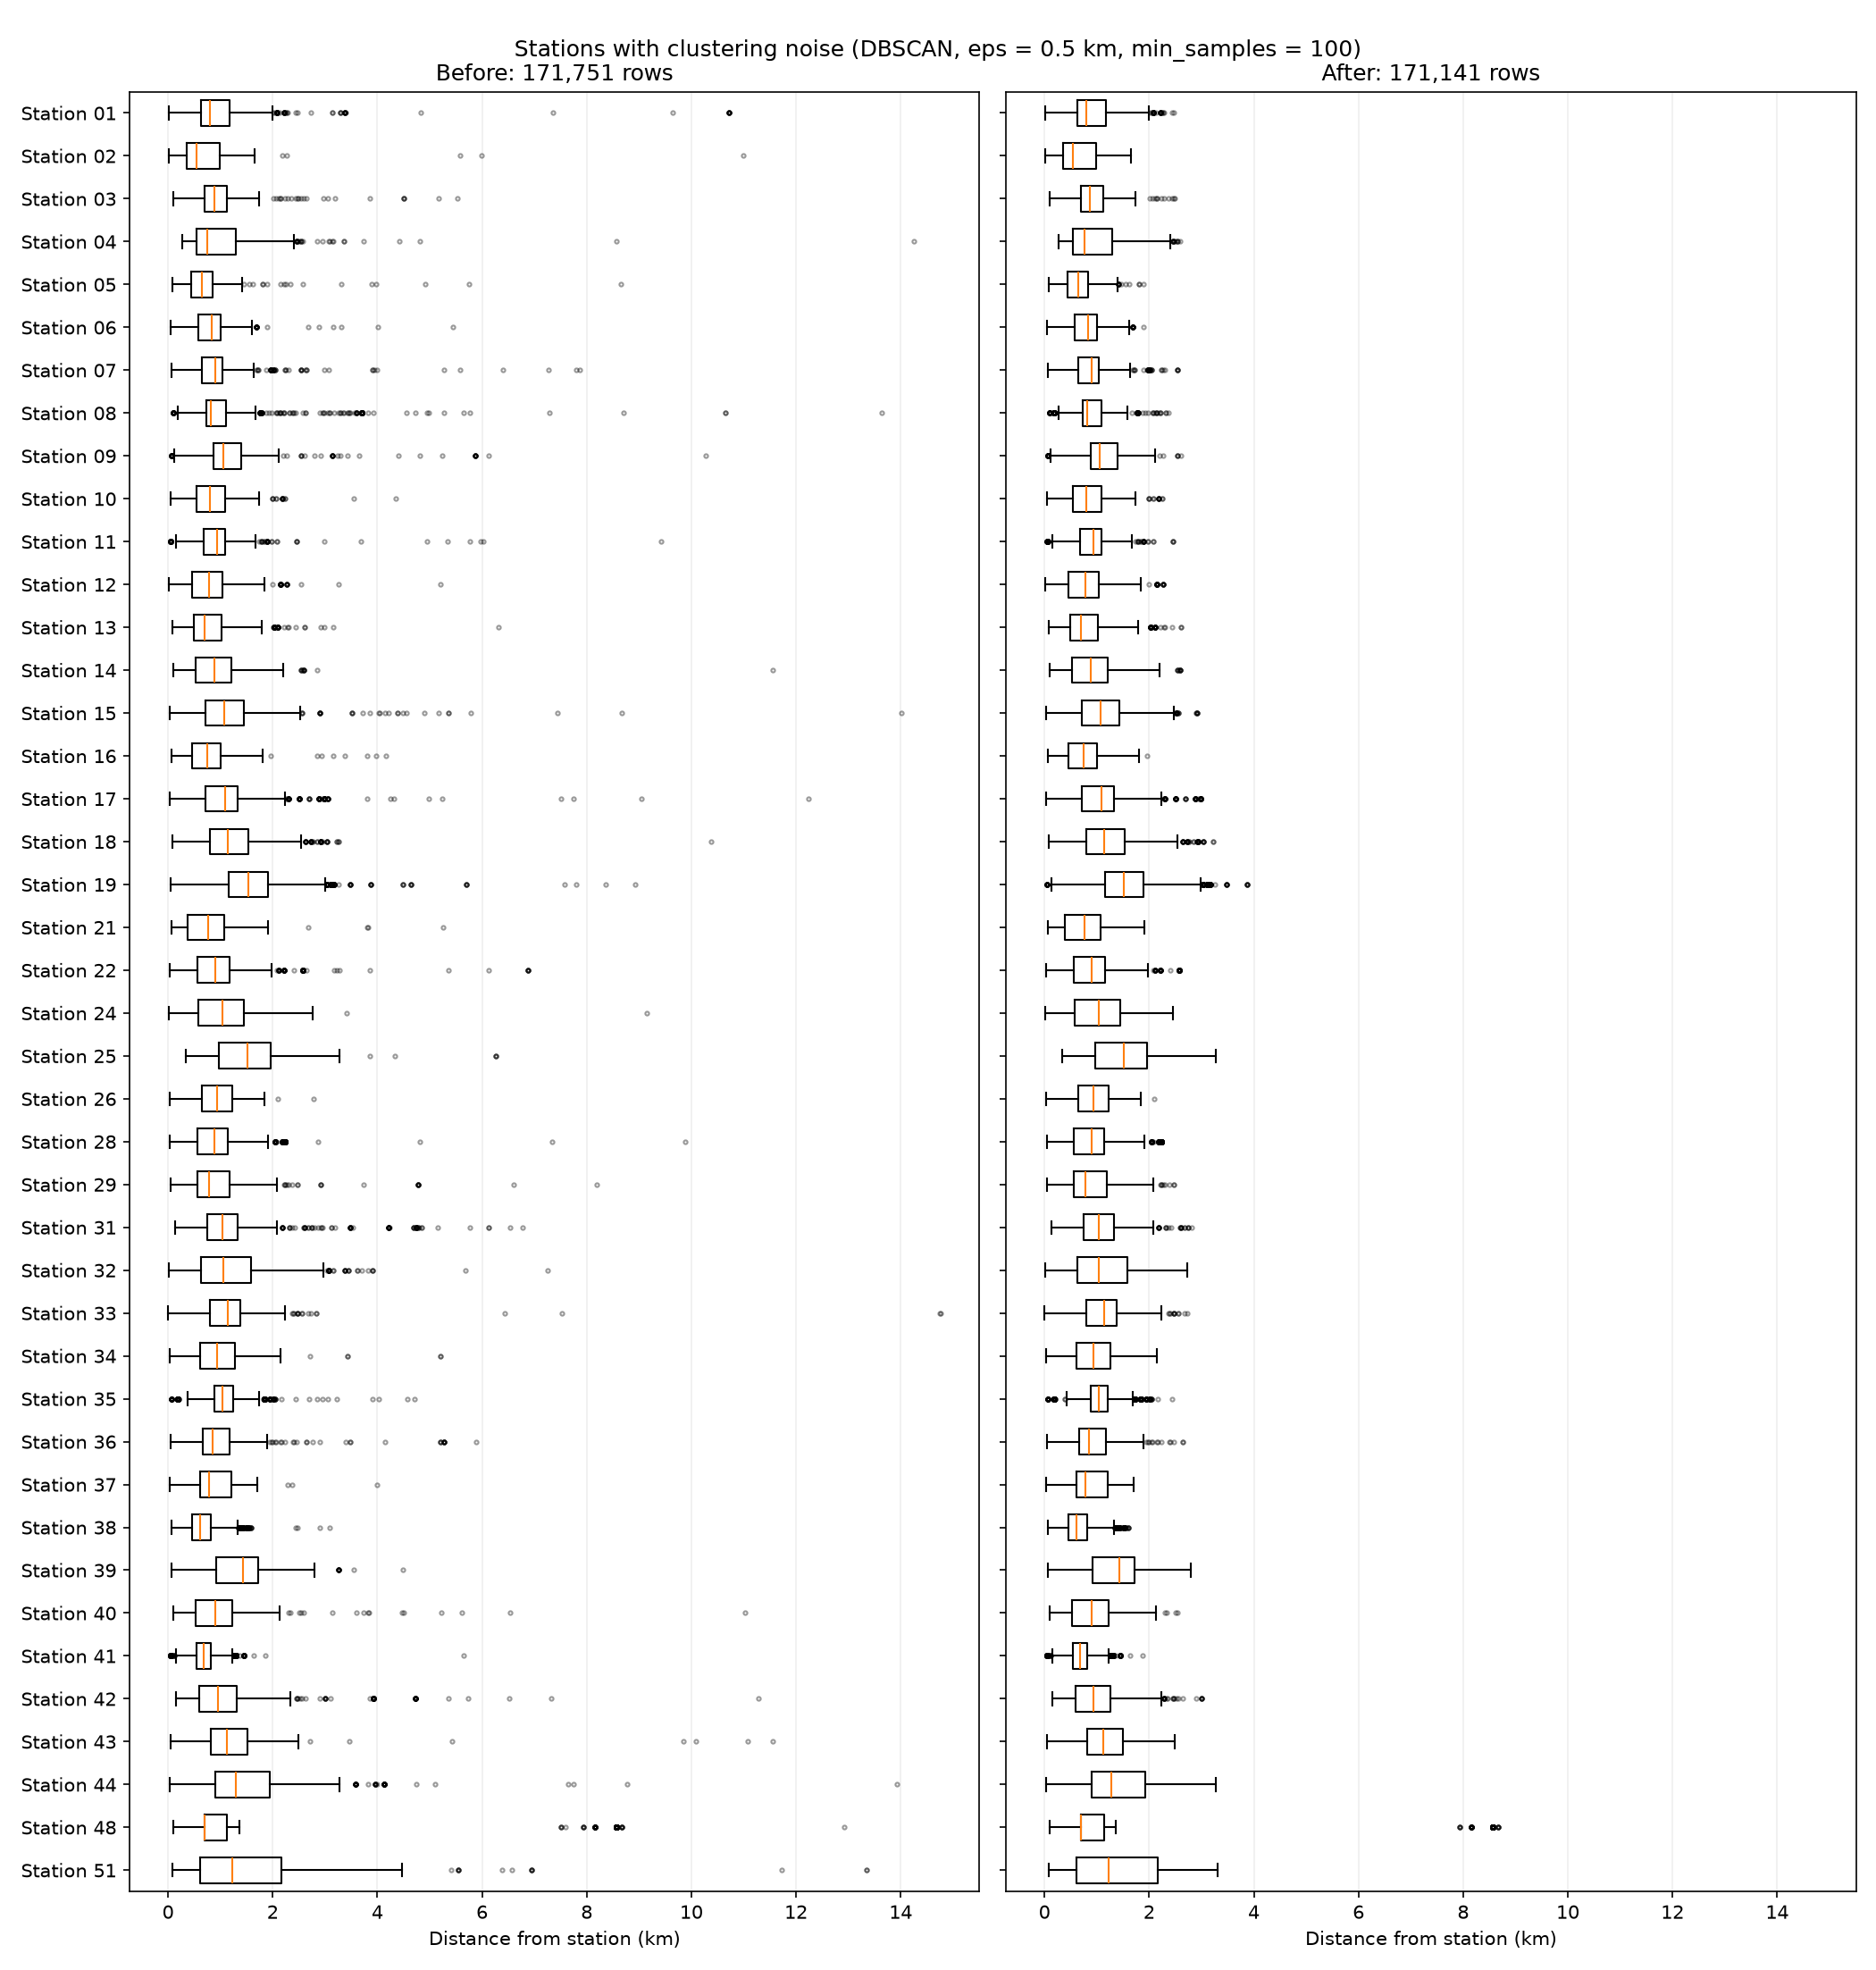 Stations with clustering noise (DBSCAN, eps = 0.5 km, min_samples = 100)
Before: 171,751 rows
After: 171,141 rows
Station 01
Station 02
Station 03
Station 04
Station 05
Station 06
Station 07
Station 08
Station 09
Station 10
Station 11
Station 12
Station 13
Station 14
Station 15
Station 16
Station 17
Station 18
Station 19
Station 21
Station 22
Station 24
Station 25
Station 26
Station 28
Station 29
Station 31
Station 32
Station 33
Station 34
Station 35
Station 36
Station 37
Station 38
Station 39
Station 40
Station 41
Station 42
Station 43
Station 44
Station 48
Station 51
0 2 4 6 8 10 12 14
Distance from station (km)
0 2 4 6 8 10 12 14
Distance from station (km)